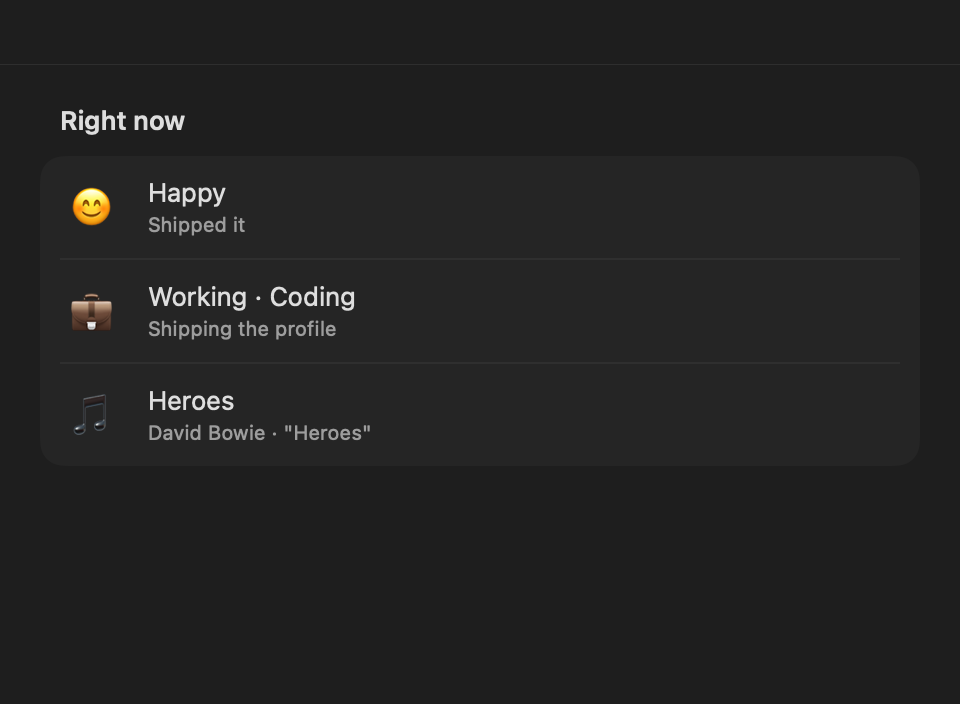 Right now
Happy
Shipped it
Working · Coding
Shipping the profile
Heroes
David Bowie · "Heroes"